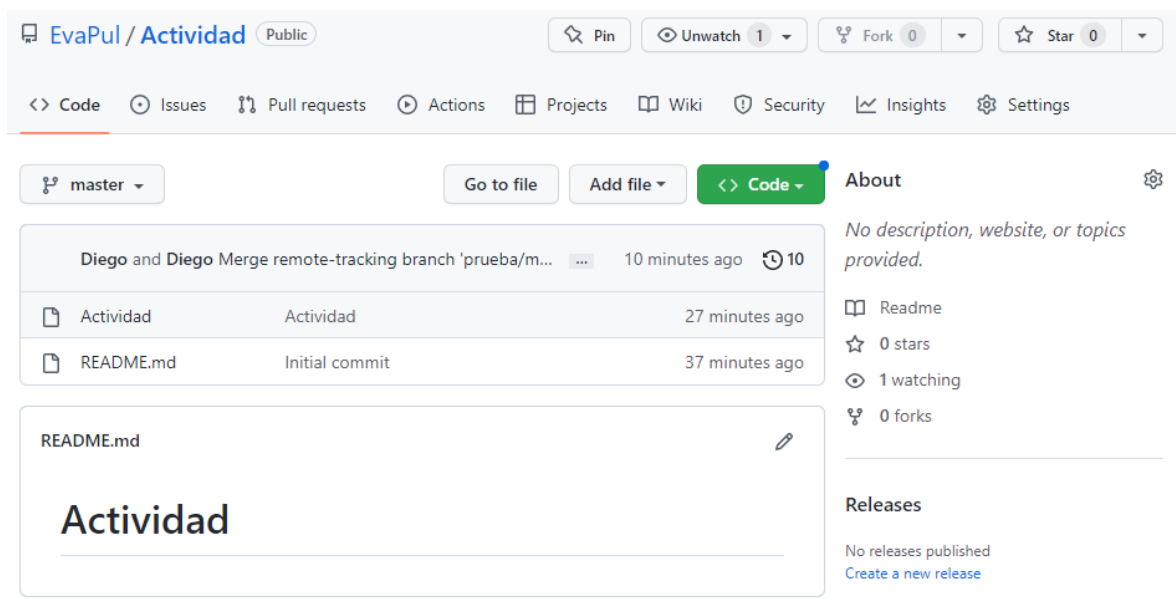 EvaPul / Actividad Public Pin Unwatch 1 Fork 0 Star 0
Code Issues Pull requests Actions Projects Wiki Security Insights Settings
master Go to file Add file Code
Diego and Diego Merge remote-tracking branch 'prueba/m... ... 10 minutes ago 10
Actividad Actividad 27 minutes ago
README.md Initial commit 37 minutes ago
README.md
Actividad
About
No description, website, or topics
provided.
Readme
0 stars
1 watching
0 forks
Releases
No releases published
Create a new release